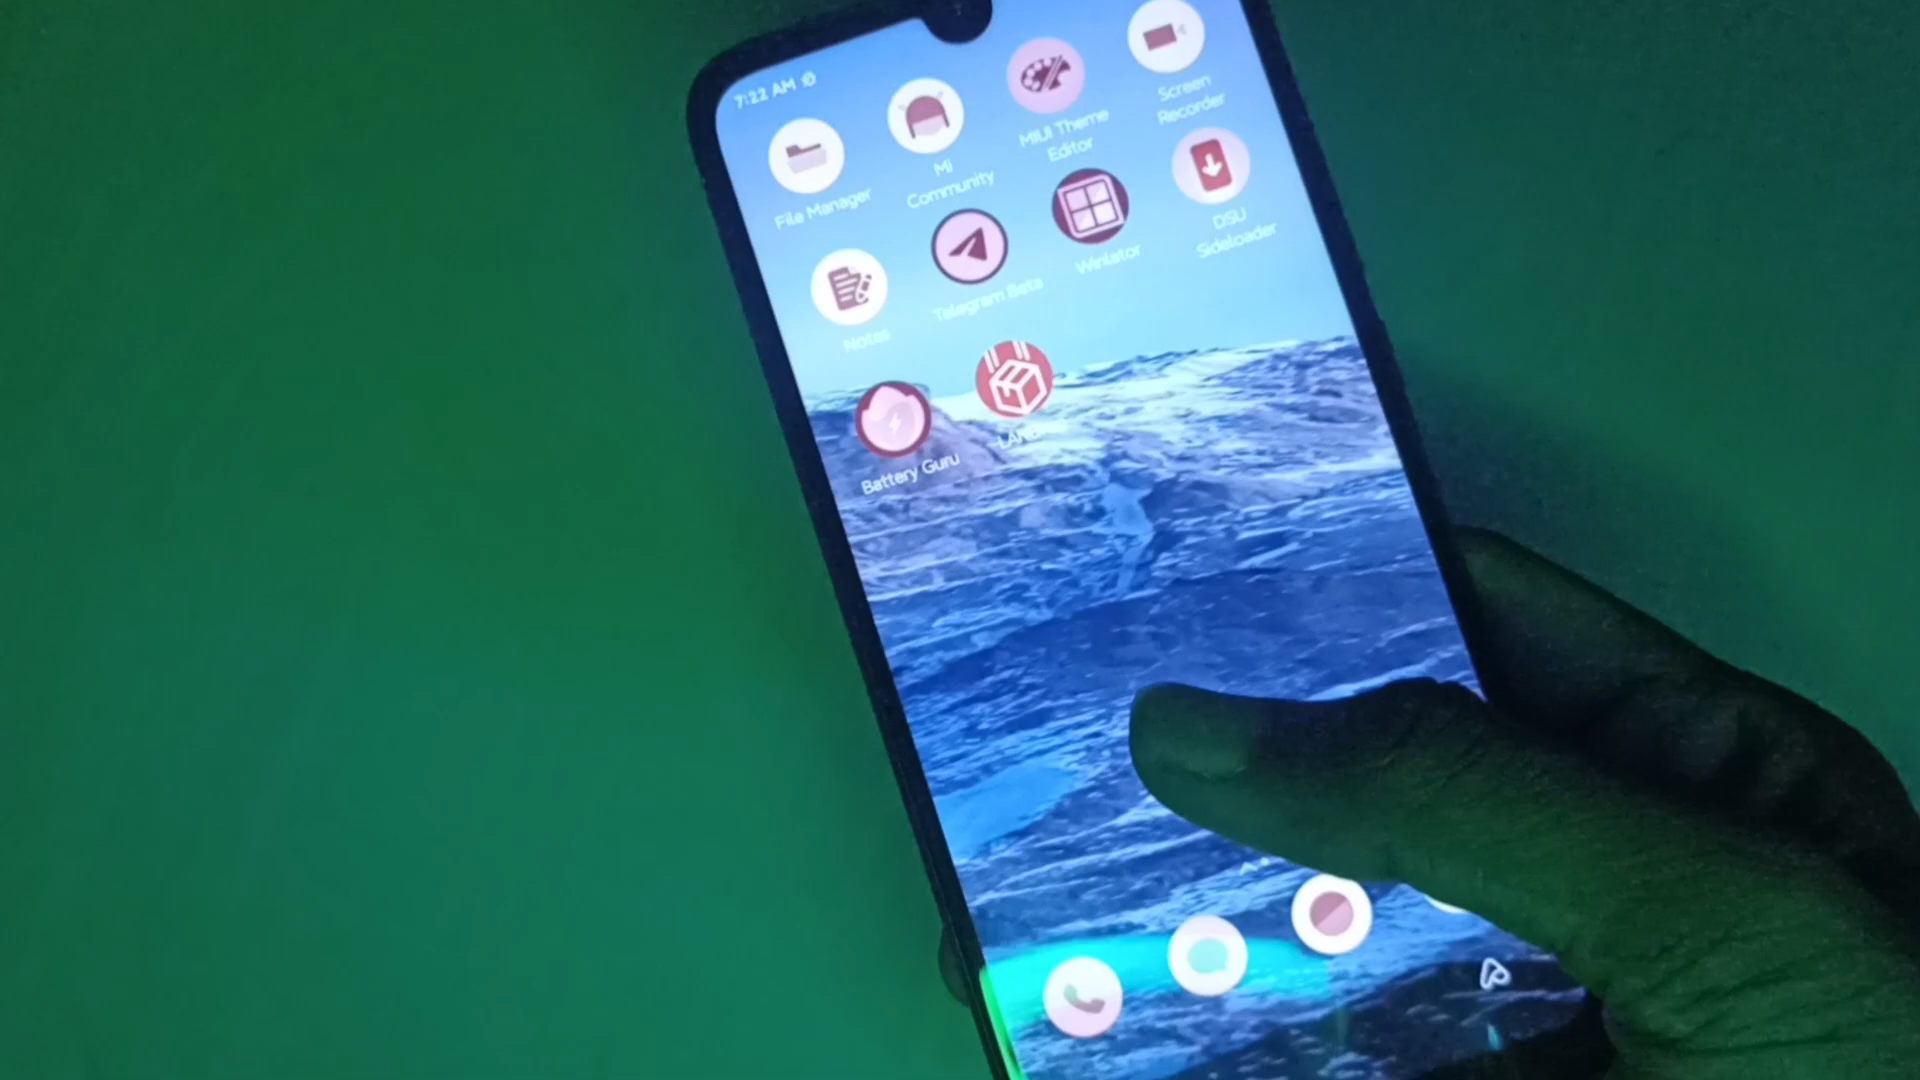 7:22 AM
File Manager
Mi
Community
MIUI Theme
Editor
Screen
Recorder
Notes
Telegram Beta
Winlator
DSU
Sideloader
Battery Guru